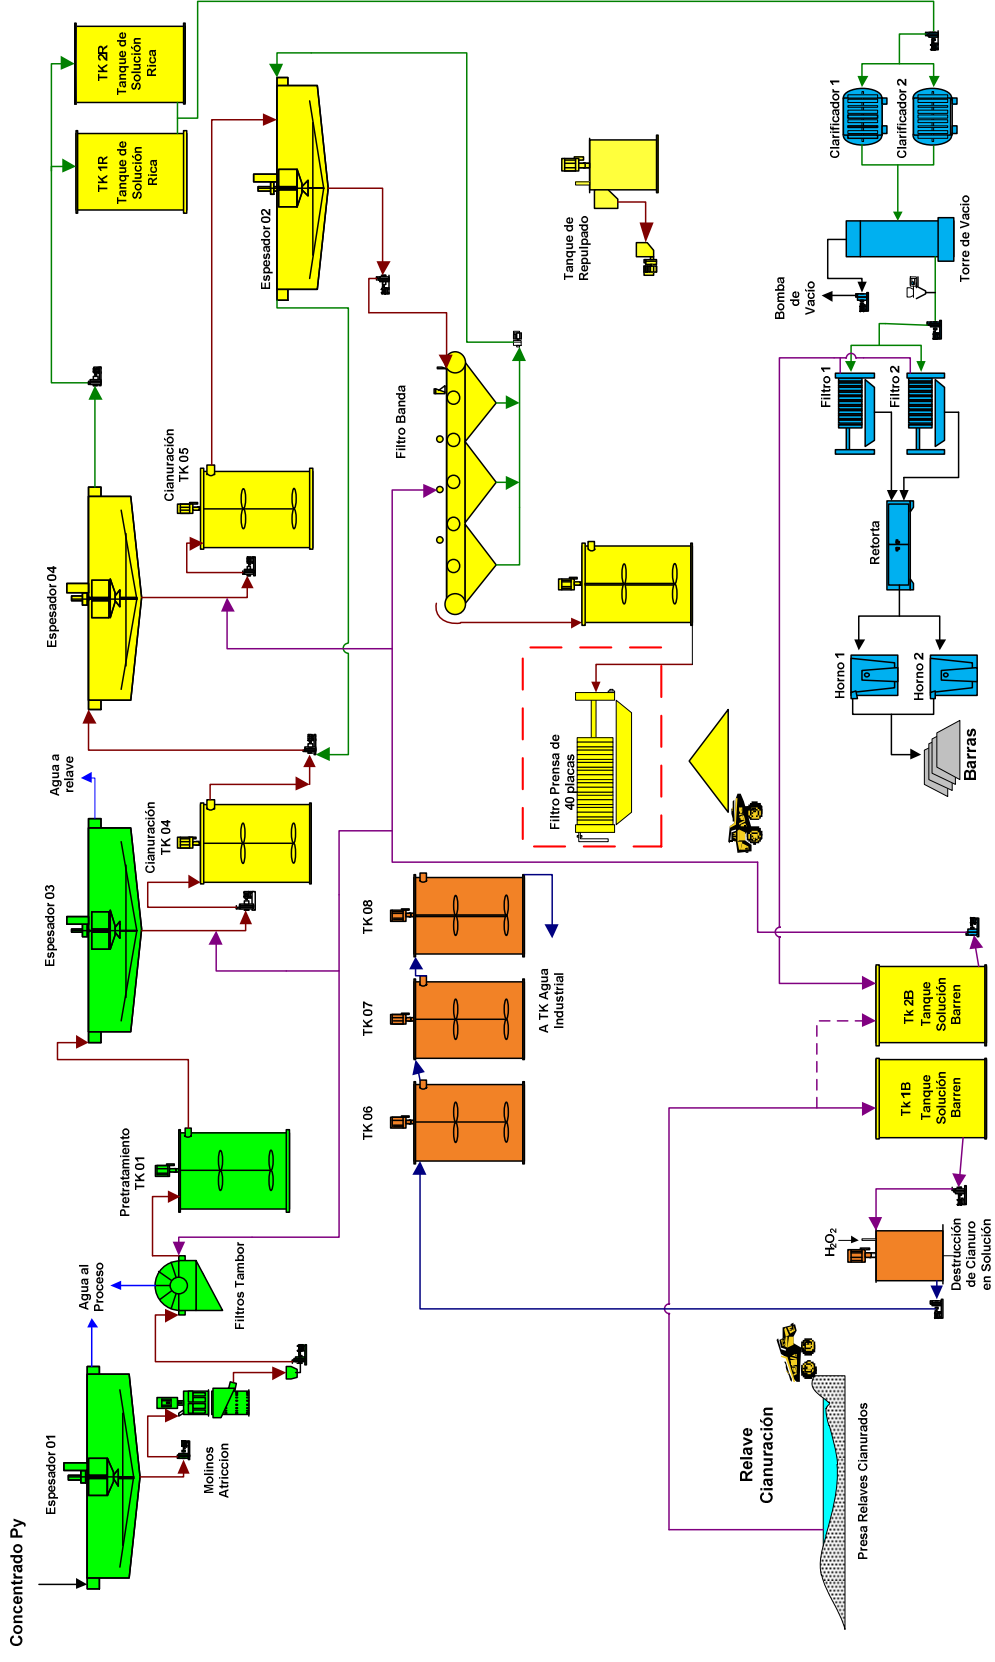 Concentrado Py
Espesador 01
Agua al
Proceso
Molinos
Atriccion
Filtros Tambor
Pretratamiento
TK 01
Espesador 03
Agua a
relave
Cianuración
TK 04
Espesador 04
Cianuración
TK 05
TK 1R
Tanque de
Solución
Rica
TK 2R
Tanque de
Solución
Rica
Espesador 02
Filtro Banda
Tanque de
Repulpado
Filtro Prensa de
40 placas
TK 06
TK 07
TK 08
A TK Agua
Industrial
Relave
Cianuración
Presa Relaves Cianurados
H2O2
Destrucción
de Cianuro
en Solución
Tk 1B
Tanque
Solución
Barren
Tk 2B
Tanque
Solución
Barren
Barras
Horno 1
Horno 2
Retorta
Filtro 1
Filtro 2
Bomba
de
Vacío
Torre de Vacio
Clarificador 1
Clarificador 2